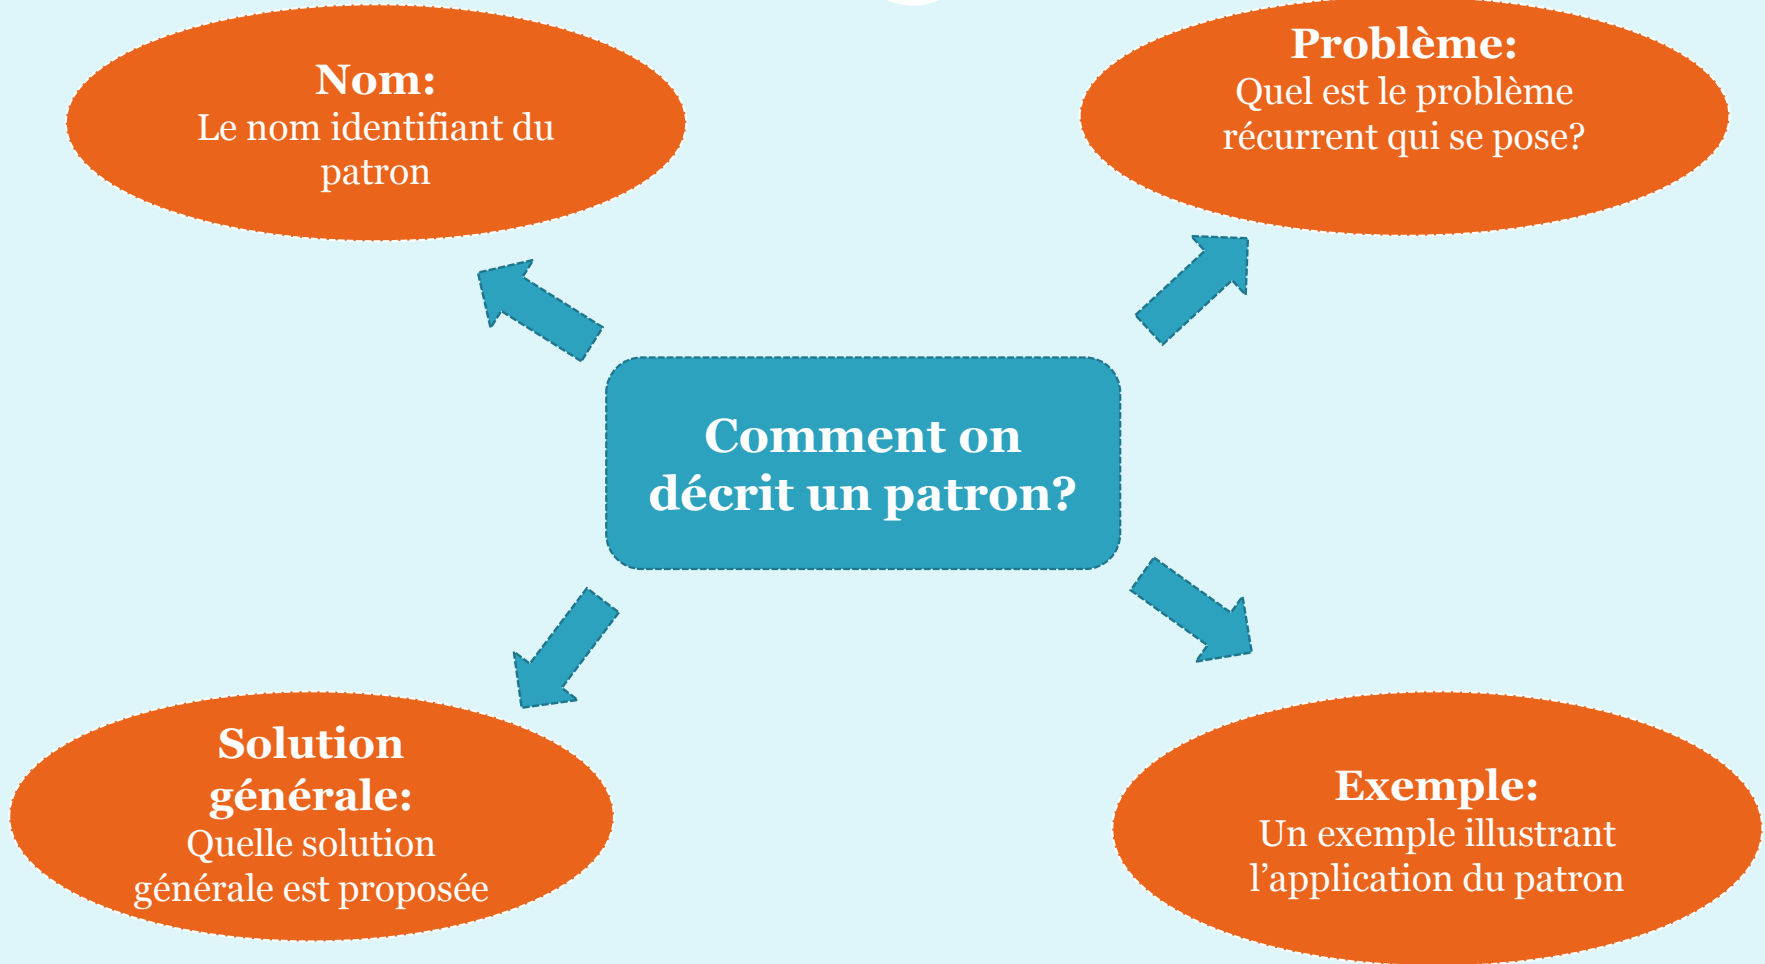 Nom:
Le nom identifiant du
patron
Problème:
Quel est le problème
récurrent qui se pose?
Comment on
décrit un patron?
Solution
générale:
Quelle solution
générale est proposée
Exemple:
Un exemple illustrant
l’application du patron